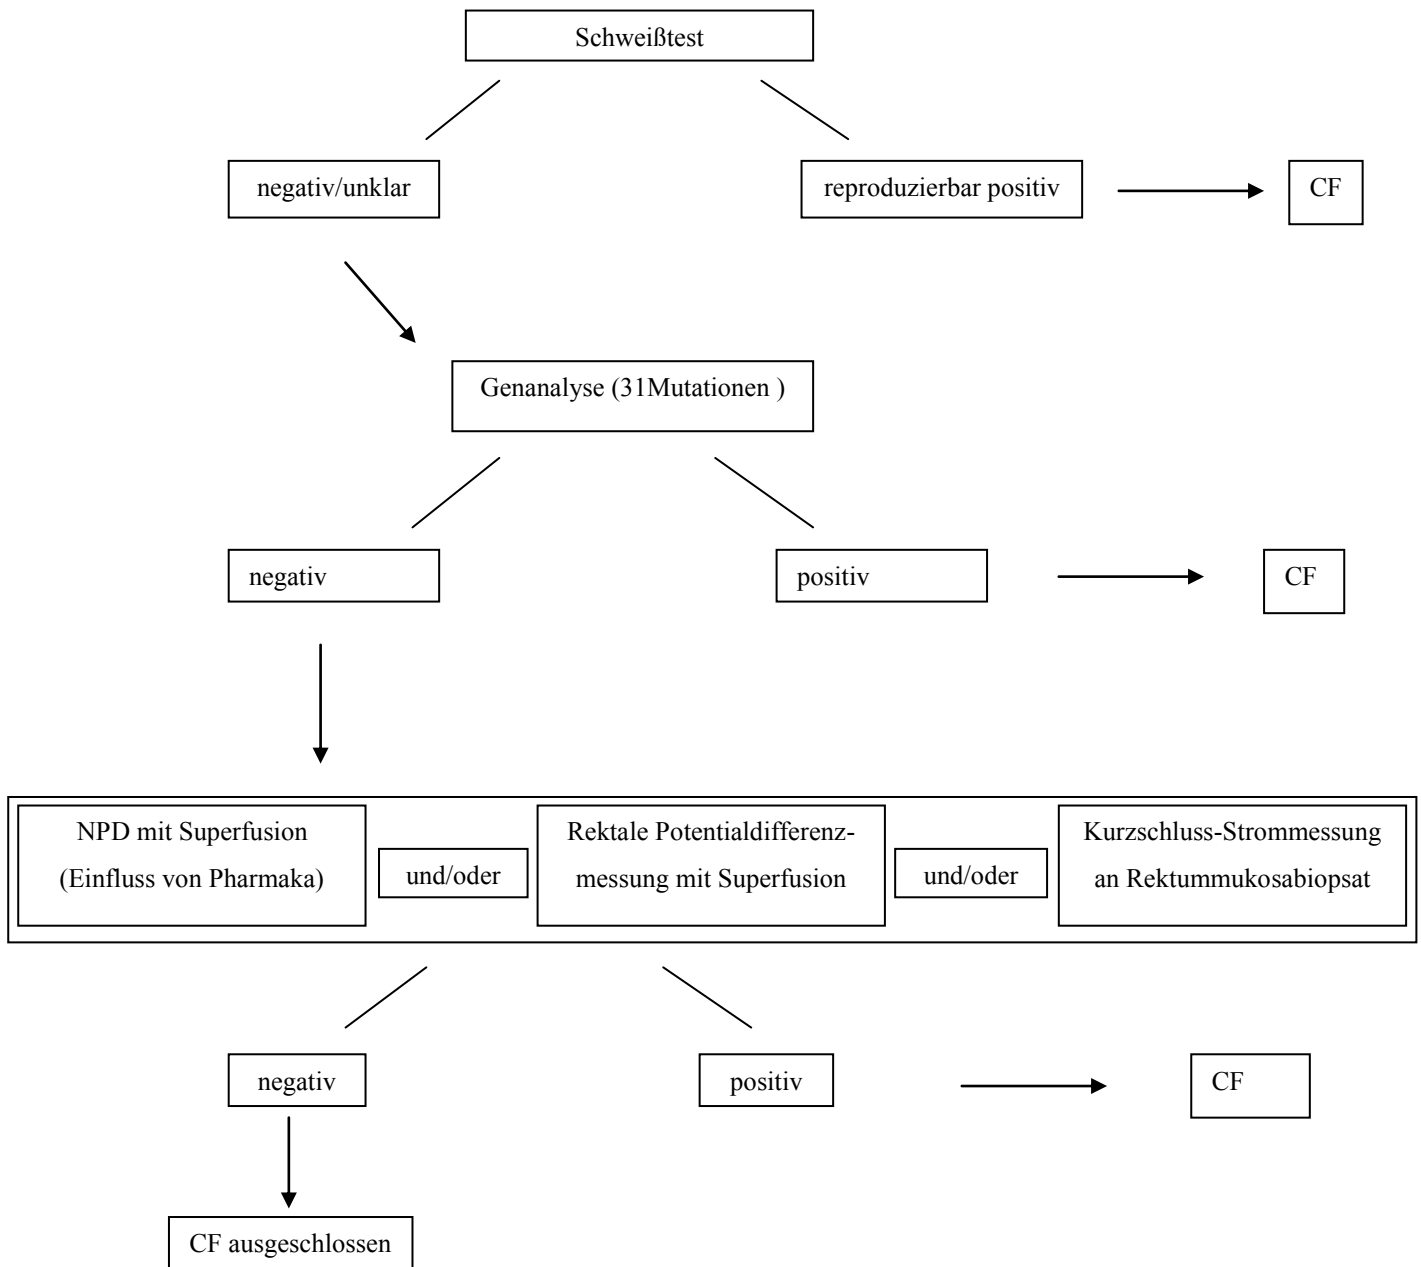 Schweißtest
negativ/unklar
reproduzierbar positiv
CF
Genanalyse (31Mutationen )
negativ
positiv
CF
NPD mit Superfusion
(Einfluss von Pharmaka)
und/oder
Rektale Potentialdifferenz-
messung mit Superfusion
und/oder
Kurzschluss-Strommessung
an Rektummukosabiopsat
negativ
positiv
CF
CF ausgeschlossen